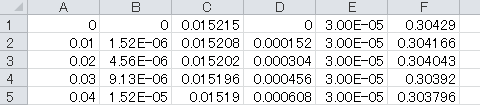 A B C D E F
1 0 0 0.015215 0 3.00E-05 0.30429
2 0.01 1.52E-06 0.015208 0.000152 3.00E-05 0.304166
3 0.02 4.56E-06 0.015202 0.000304 3.00E-05 0.304043
4 0.03 9.13E-06 0.015196 0.000456 3.00E-05 0.30392
5 0.04 1.52E-05 0.01519 0.000608 3.00E-05 0.303796